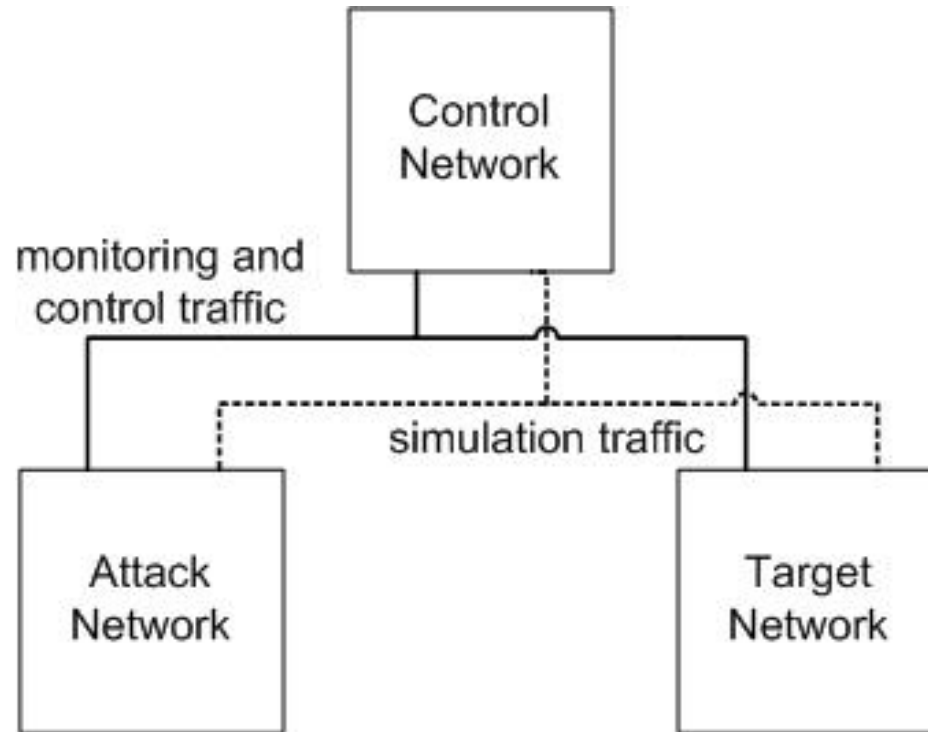 Control
Network
monitoring and
control traffic
simulation traffic
Attack
Network
Target
Network